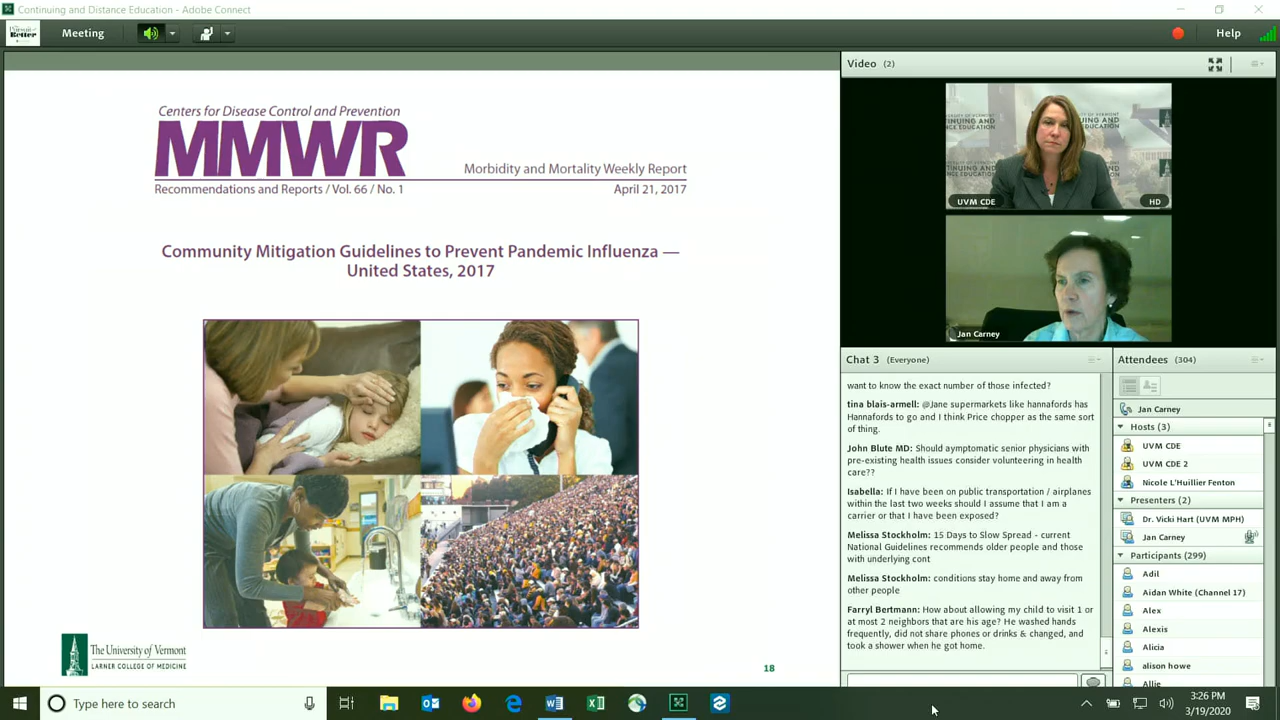 Continuing and Distance Education - Adobe Connect
Meeting
Help
Centers for Disease Control and Prevention
MMWR
Morbidity and Mortality Weekly Report
Recommendations and Reports / Vol. 66 / No. 1
April 21, 2017
Community Mitigation Guidelines to Prevent Pandemic Influenza —
United States, 2017
The University of Vermont
LARNER COLLEGE OF MEDICINE
18
Video (2)
UVM CDE
HD
Jan Carney
Chat 3 (Everyone)
want to know the exact number of those infected?
tina blais-armell: @Jane supermarkets like hannafords has
Hannafords to go and I think Price chopper as the same sort
of thing.
John Blute MD: Should aymptomatic senior physicians with
pre-existing health issues consider volunteering in health
care??
Isabella: If I have been on public transportation / airplanes
within the last two weeks should I assume that I am a
carrier or that I have been exposed?
Melissa Stockholm: 15 Days to Slow Spread - current
National Guidelines recommends older people and those
with underlying cont
Melissa Stockholm: conditions stay home and away from
other people
Farryl Bertmann: How about allowing my child to visit 1 or
at most 2 neighbors that are his age? He washed hands
frequently, did not share phones or drinks & changed, and
took a shower when he got home.
Attendees (304)
Jan Carney
Hosts (3)
UVM CDE
UVM CDE 2
Nicole L'Huillier Fenton
Presenters (2)
Dr. Vicki Hart (UVM MPH)
Jan Carney
Participants (299)
Adil
Aidan White (Channel 17)
Alex
Alexis
Alicia
alison howe
Allie
Type here to search
3:26 PM
3/19/2020